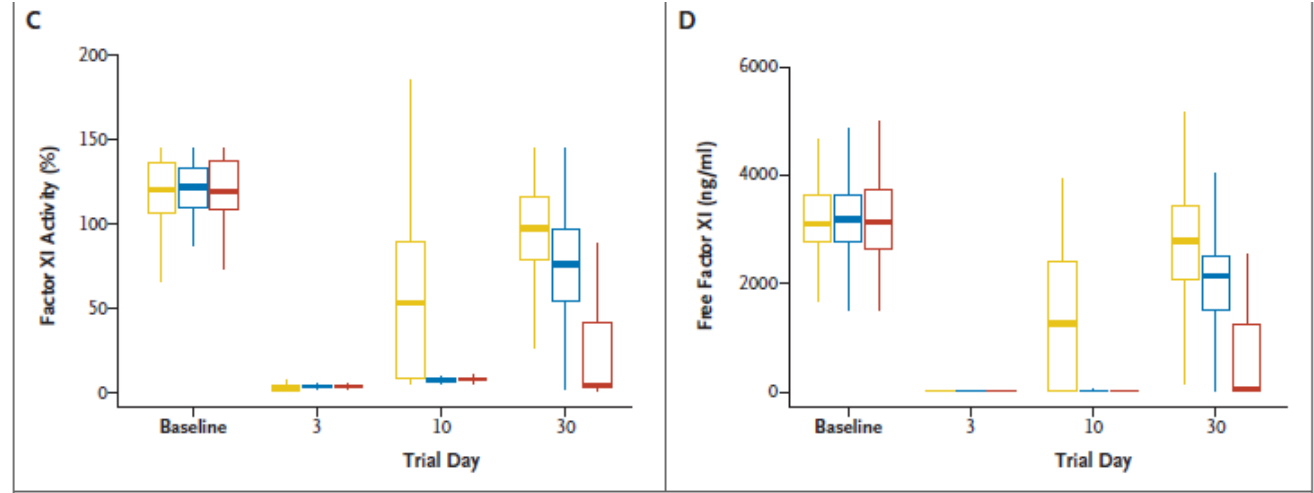 C
200
150
100
50
0
Factor XI Activity (%)
Baseline 3 10 30
Trial Day
D
6000
4000
2000
0
Free Factor XI (ng/ml)
Baseline 3 10 30
Trial Day